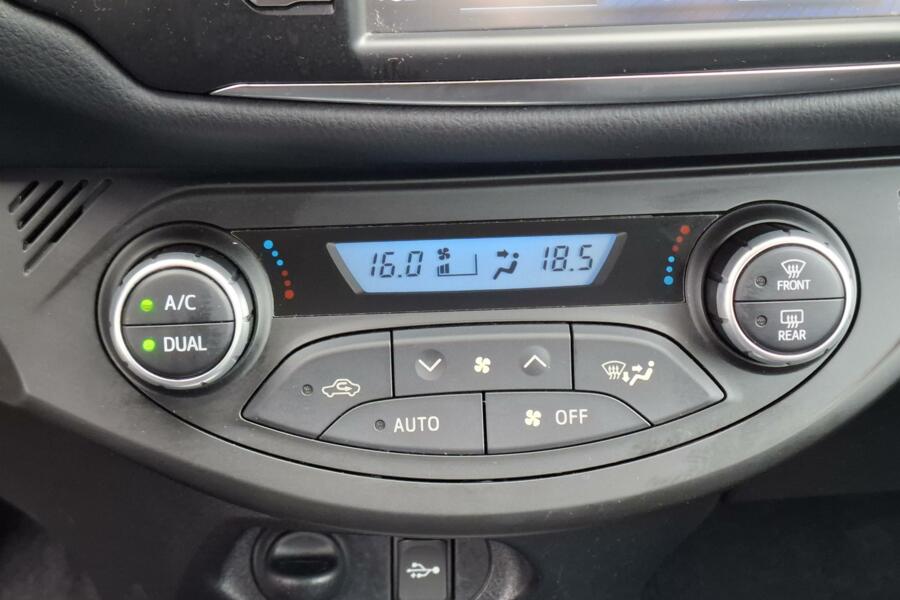 16.0 18.5
A/C
DUAL
FRONT
REAR
AUTO
OFF